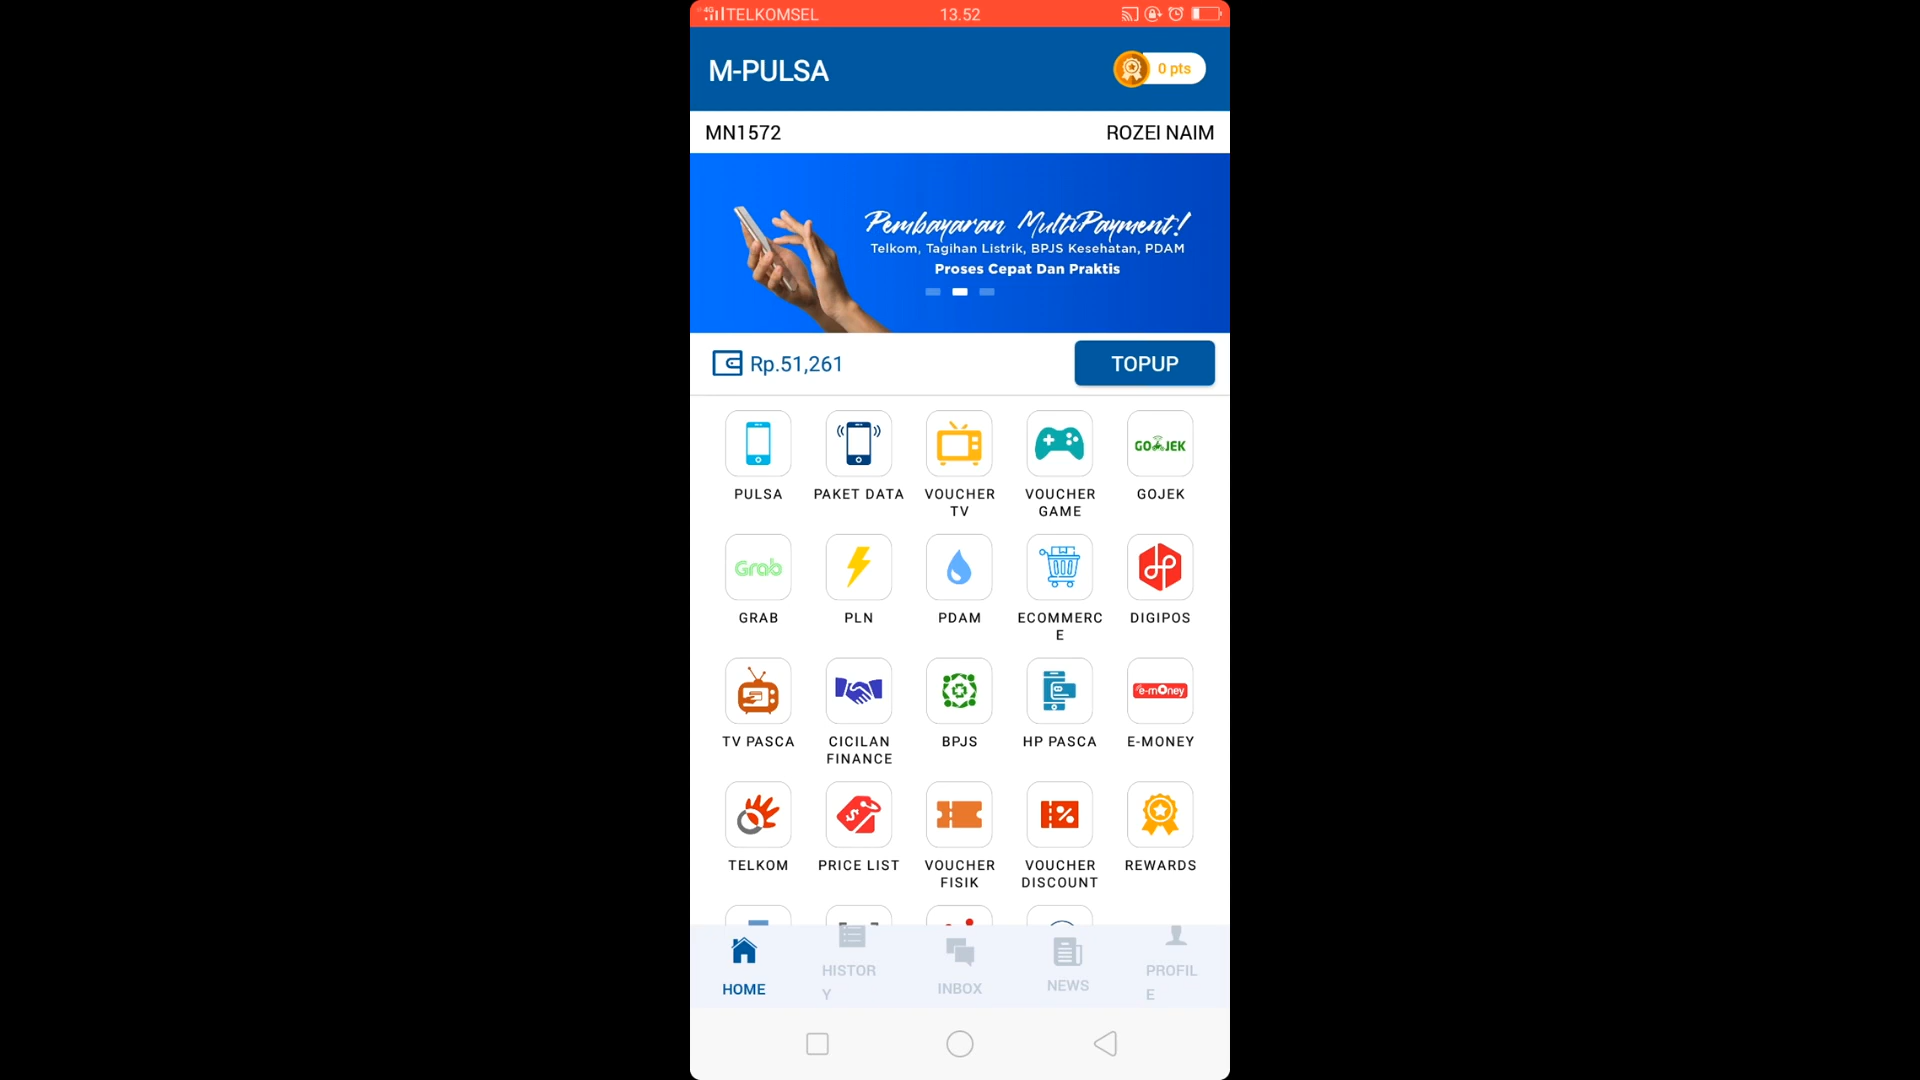 4G TELKOMSEL
13.52
M-PULSA
0 pts
MN1572
ROZEI NAIM
Pembayaran MultiPayment!
Telkom, Tagihan Listrik, BPJS Kesehatan, PDAM
Proses Cepat Dan Praktis
Rp.51,261
TOPUP
GOJEK
PULSA
PAKET DATA
VOUCHER
TV
VOUCHER
GAME
GOJEK
Grab
GRAB
PLN
PDAM
ECOMMERC
E
DIGIPOS
e-money
TV PASCA
CICILAN
FINANCE
BPJS
HP PASCA
E-MONEY
TELKOM
PRICE LIST
VOUCHER
FISIK
VOUCHER
DISCOUNT
REWARDS
HOME
HISTOR
Y
INBOX
NEWS
PROFIL
E